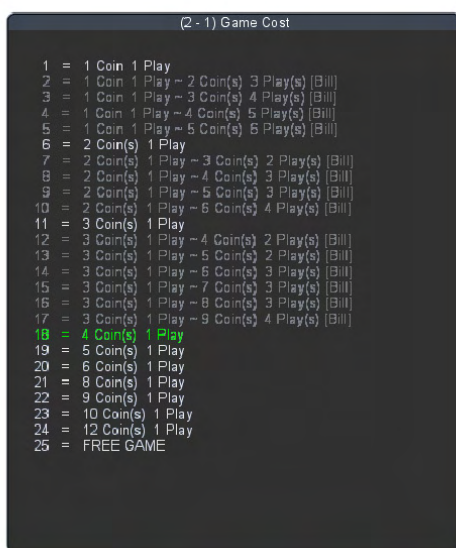 (2 - 1) Game Cost
1 = 1 Coin 1 Play
2 = 1 Coin 1 Play ~ 2 Coin(s) 3 Play(s) [Bill]
3 = 1 Coin 1 Play ~ 3 Coin(s) 4 Play(s) [Bill]
4 = 1 Coin 1 Play ~ 4 Coin(s) 5 Play(s) [Bill]
5 = 1 Coin 1 Play ~ 5 Coin(s) 6 Play(s) [Bill]
6 = 2 Coin(s) 1 Play
7 = 2 Coin(s) 1 Play ~ 3 Coin(s) 2 Play(s) [Bill]
8 = 2 Coin(s) 1 Play ~ 4 Coin(s) 3 Play(s) [Bill]
9 = 2 Coin(s) 1 Play ~ 5 Coin(s) 3 Play(s) [Bill]
10 = 2 Coin(s) 1 Play ~ 6 Coin(s) 4 Play(s) [Bill]
11 = 3 Coin(s) 1 Play
12 = 3 Coin(s) 1 Play ~ 4 Coin(s) 2 Play(s) [Bill]
13 = 3 Coin(s) 1 Play ~ 5 Coin(s) 2 Play(s) [Bill]
14 = 3 Coin(s) 1 Play ~ 6 Coin(s) 3 Play(s) [Bill]
15 = 3 Coin(s) 1 Play ~ 7 Coin(s) 3 Play(s) [Bill]
16 = 3 Coin(s) 1 Play ~ 8 Coin(s) 3 Play(s) [Bill]
17 = 3 Coin(s) 1 Play ~ 9 Coin(s) 4 Play(s) [Bill]
18 = 4 Coin(s) 1 Play
19 = 5 Coin(s) 1 Play
20 = 6 Coin(s) 1 Play
21 = 8 Coin(s) 1 Play
22 = 9 Coin(s) 1 Play
23 = 10 Coin(s) 1 Play
24 = 12 Coin(s) 1 Play
25 = FREE GAME